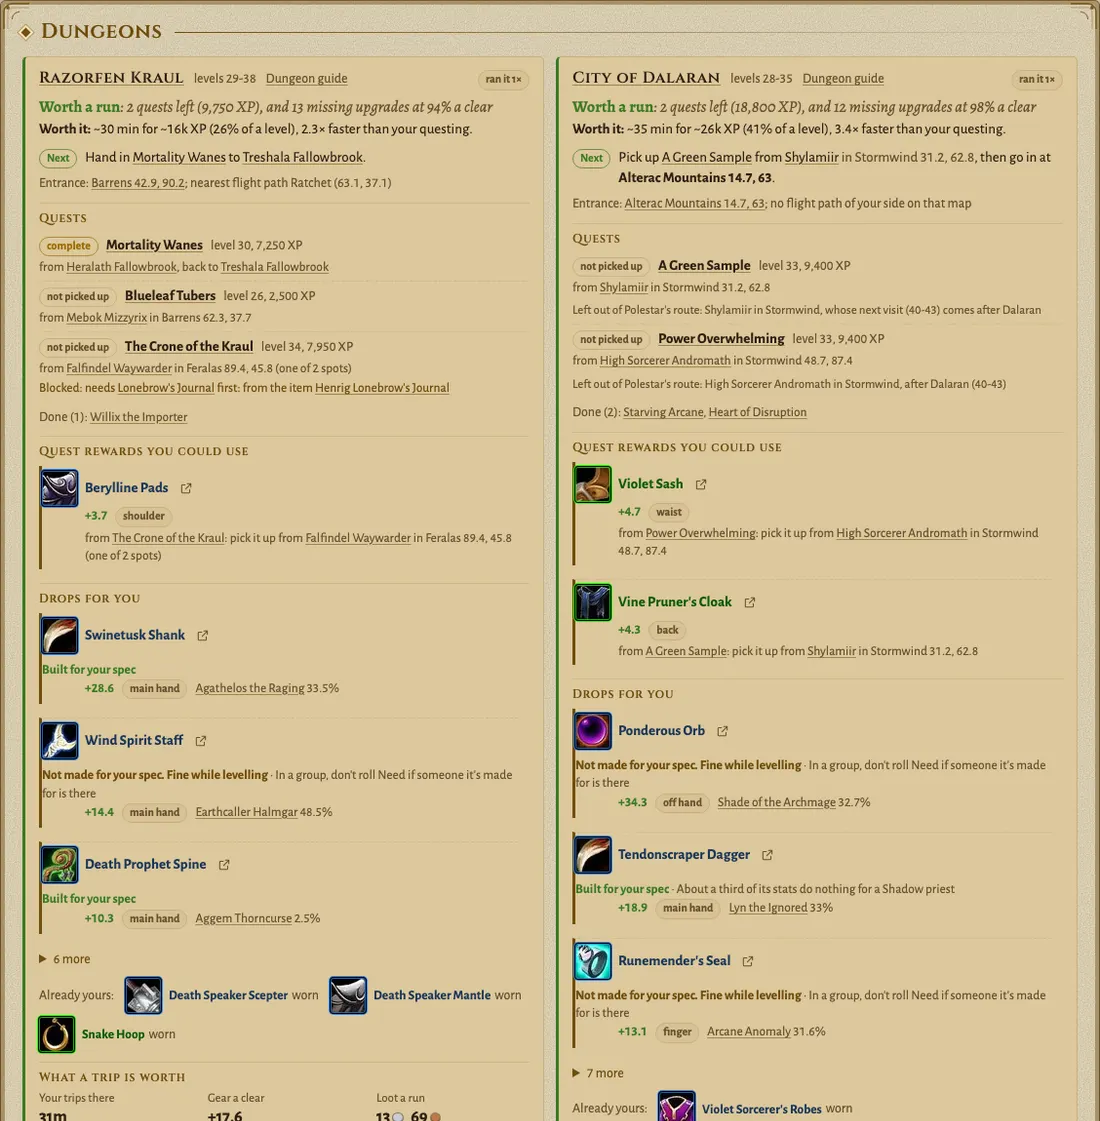 Dungeons
Razorfen Kraul levels 29-38 Dungeon guide ran it 1×
Worth a run: 2 quests left (9,750 XP), and 13 missing upgrades at 94% a clear
Worth it: ~30 min for ~16k XP (26% of a level), 2.3× faster than your questing.
Next Hand in Mortality Wanes to Treshala Fallowbrook.
Entrance: Barrens 42.9, 90.2; nearest flight path Ratchet (63.1, 37.1)
Quests
complete Mortality Wanes level 30, 7,250 XP
from Heralath Fallowbrook, back to Treshala Fallowbrook
not picked up Blueleaf Tubers level 26, 2,500 XP
from Mebok Mizzyrix in Barrens 62.3, 37.7
not picked up The Crone of the Kraul level 34, 7,950 XP
from Falfindel Waywarder in Feralas 89.4, 45.8 (one of 2 spots)
Blocked: needs Lonebrow's Journal first: from the item Henrig Lonebrow's Journal
Done (1): Willix the Importer
Quest rewards you could use
Berylline Pads
+3.7 shoulder
from The Crone of the Kraul: pick it up from Falfindel Waywarder in Feralas 89.4, 45.8
(one of 2 spots)
Drops for you
Swinetusk Shank
Built for your spec
+28.6 main hand Agathelos the Raging 33.5%
Wind Spirit Staff
Not made for your spec. Fine while levelling · In a group, don't roll Need if someone it's made
for is there
+14.4 main hand Earthcaller Halmgar 48.5%
Death Prophet Spine
Built for your spec
+10.3 main hand Aggem Thorncurse 2.5%
6 more
Already yours: Death Speaker Scepter worn Death Speaker Mantle worn
Snake Hoop worn
What a trip is worth
Your trips there Gear a clear Loot a run
31m +17.6 13 69
City of Dalaran levels 28-35 Dungeon guide ran it 1×
Worth a run: 2 quests left (18,800 XP), and 12 missing upgrades at 98% a clear
Worth it: ~35 min for ~26k XP (41% of a level), 3.4× faster than your questing.
Next Pick up A Green Sample from Shylamiir in Stormwind 31.2, 62.8, then go in at
Alterac Mountains 14.7, 63.
Entrance: Alterac Mountains 14.7, 63; no flight path of your side on that map
Quests
not picked up A Green Sample level 33, 9,400 XP
from Shylamiir in Stormwind 31.2, 62.8
Left out of Polestar's route: Shylamiir in Stormwind, whose next visit (40-43) comes after Dalaran
not picked up Power Overwhelming level 33, 9,400 XP
from High Sorcerer Andromath in Stormwind 48.7, 87.4
Left out of Polestar's route: High Sorcerer Andromath in Stormwind, after Dalaran (40-43)
Done (2): Starving Arcane, Heart of Disruption
Quest rewards you could use
Violet Sash
+4.7 waist
from Power Overwhelming: pick it up from High Sorcerer Andromath in Stormwind
48.7, 87.4
Vine Pruner's Cloak
+4.3 back
from A Green Sample: pick it up from Shylamiir in Stormwind 31.2, 62.8
Drops for you
Ponderous Orb
Not made for your spec. Fine while levelling · In a group, don't roll Need if someone it's made
for is there
+34.3 off hand Shade of the Archmage 32.7%
Tendonscraper Dagger
Built for your spec · About a third of its stats do nothing for a Shadow priest
+18.9 main hand Lyn the Ignored 33%
Runemender's Seal
Not made for your spec. Fine while levelling · In a group, don't roll Need if someone it's made
for is there
+13.1 finger Arcane Anomaly 31.6%
7 more
Already yours: Violet Sorcerer's Robes worn